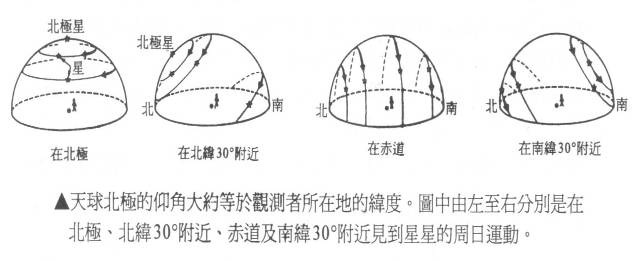 北極星
星
在北極
北極星
北
南
在北緯30°附近
北
南
在赤道
北
南
在南緯30°附近
▲天球北極的仰角大約等於觀測者所在地的緯度。圖中由左至右分別是在
北極、北緯30°附近、赤道及南緯30°附近見到星星的周日運動。